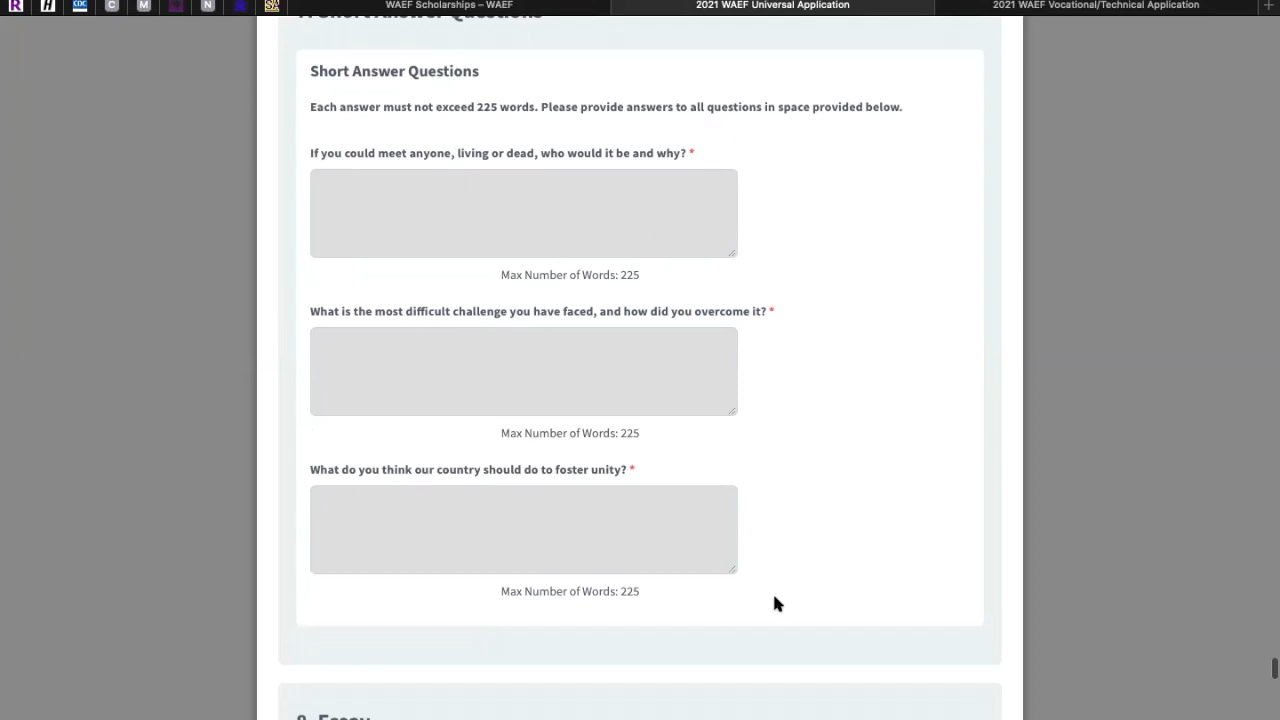 WAEF Scholarships – WAEF
2021 WAEF Universal Application
2021 WAEF Vocational/Technical Application
Short Answer Questions
Short Answer Questions
Each answer must not exceed 225 words. Please provide answers to all questions in space provided below.
If you could meet anyone, living or dead, who would it be and why? *
Max Number of Words: 225
What is the most difficult challenge you have faced, and how did you overcome it? *
Max Number of Words: 225
What do you think our country should do to foster unity? *
Max Number of Words: 225
Essay